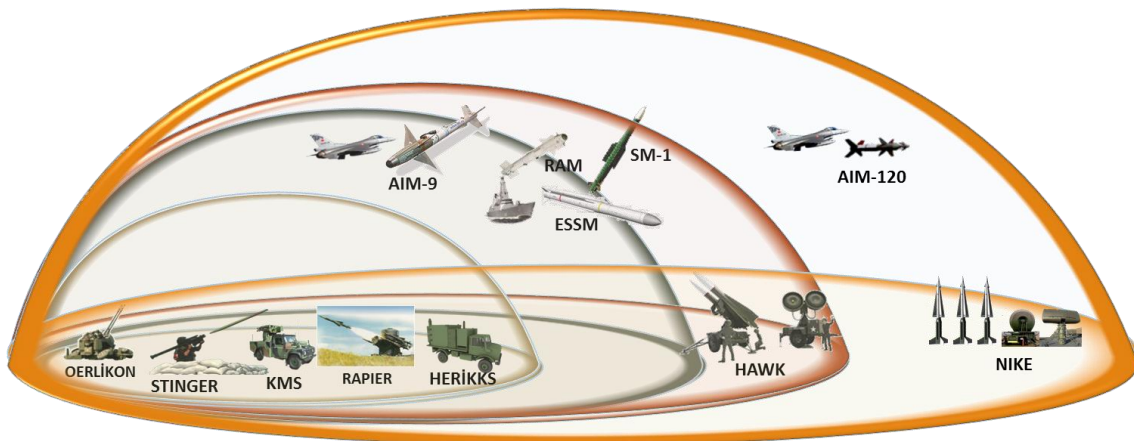 AIM-9
RAM
SM-1
ESSM
AIM-120
OERLİKON
STINGER
KMS
RAPIER
HERİKKS
HAWK
NIKE